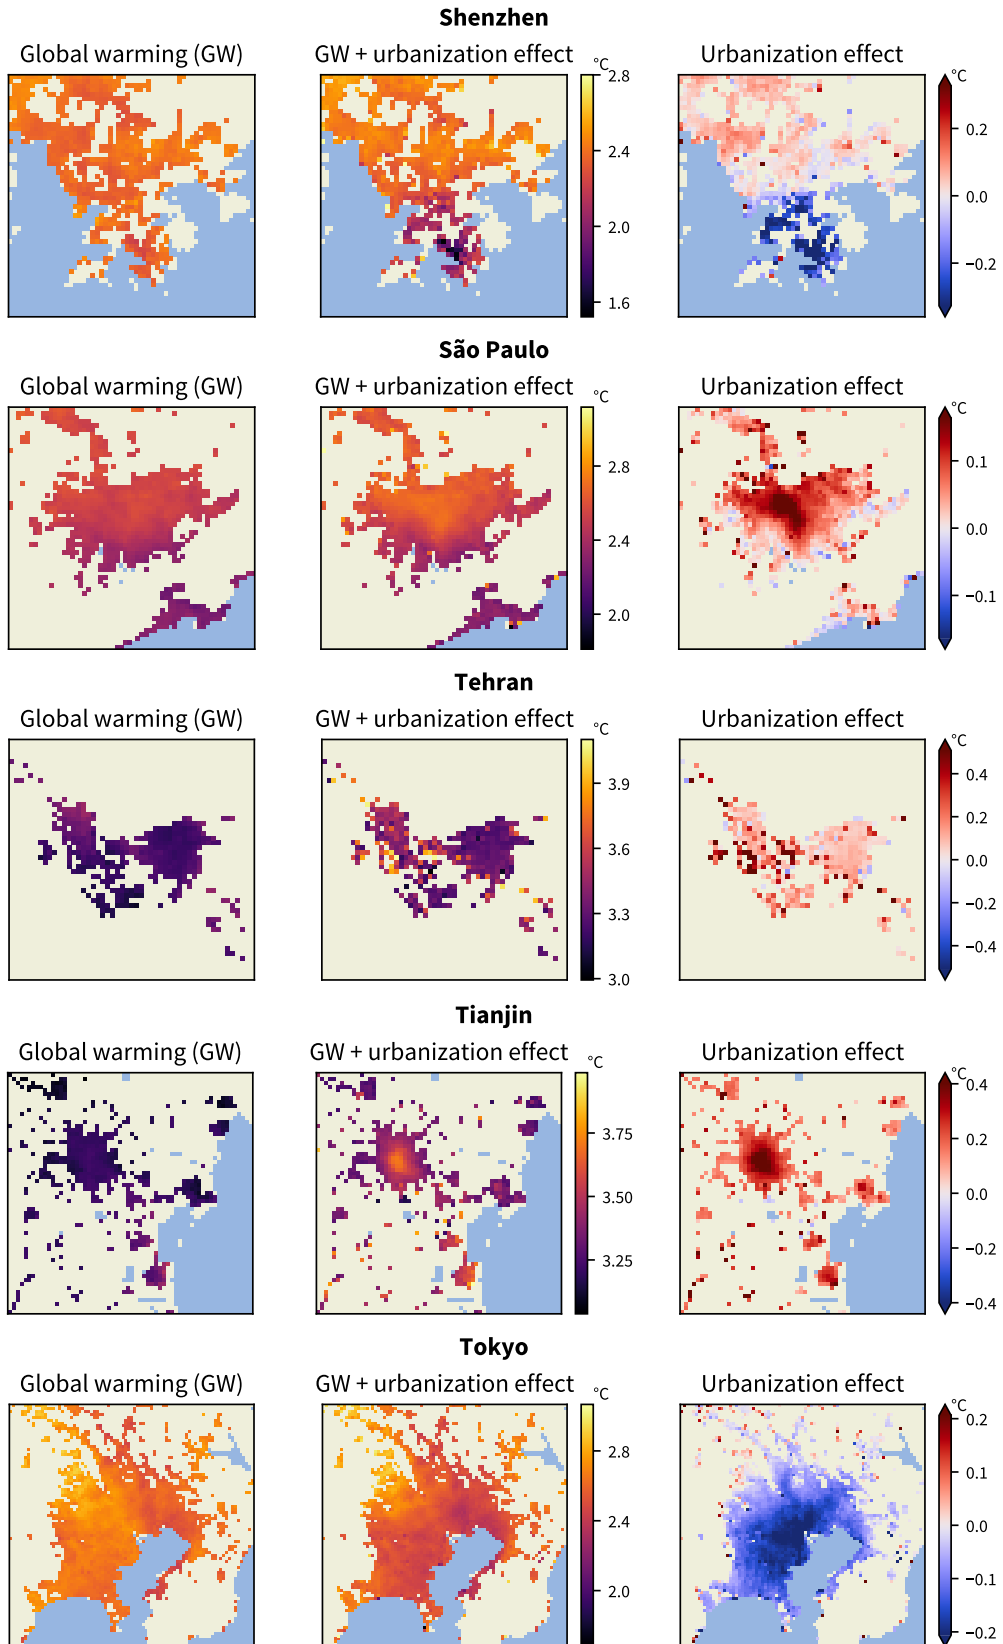 Shenzhen
Global warming (GW) GW + urbanization effect Urbanization effect
°C °C
2.8
2.4
2.0
1.6
0.2
0.0
−0.2
São Paulo
Global warming (GW) GW + urbanization effect Urbanization effect
°C °C
2.8
2.4
2.0
0.1
0.0
−0.1
Tehran
Global warming (GW) GW + urbanization effect Urbanization effect
°C °C
3.9
3.6
3.3
3.0
0.4
0.2
0.0
−0.2
−0.4
Tianjin
Global warming (GW) GW + urbanization effect Urbanization effect
°C °C
3.75
3.50
3.25
0.4
0.2
0.0
−0.2
−0.4
Tokyo
Global warming (GW) GW + urbanization effect Urbanization effect
°C °C
2.8
2.4
2.0
0.2
0.1
0.0
−0.1
−0.2